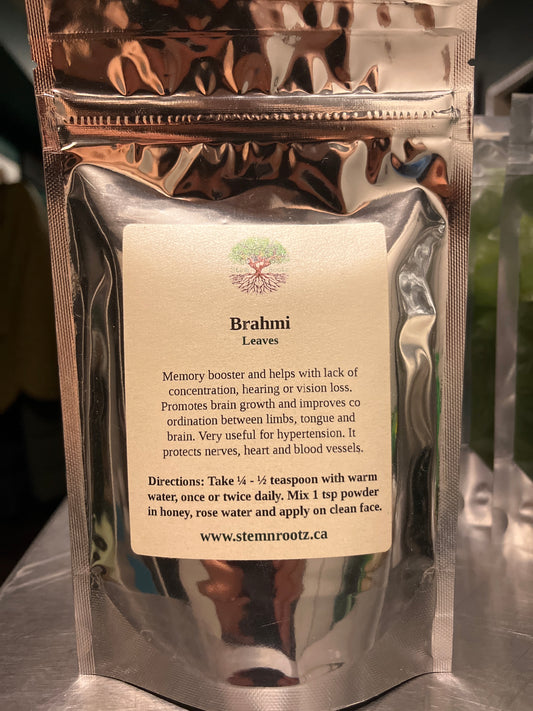 Brahmi
Leaves
Memory booster and helps with lack of
concentration, hearing or vision loss.
Promotes brain growth and improves co
ordination between limbs, tongue and
brain. Very useful for hypertension. It
protects nerves, heart and blood vessels.
Directions: Take ¼ - ½ teaspoon with warm
water, once or twice daily. Mix 1 tsp powder
in honey, rose water and apply on clean face.
www.stemnrootz.ca